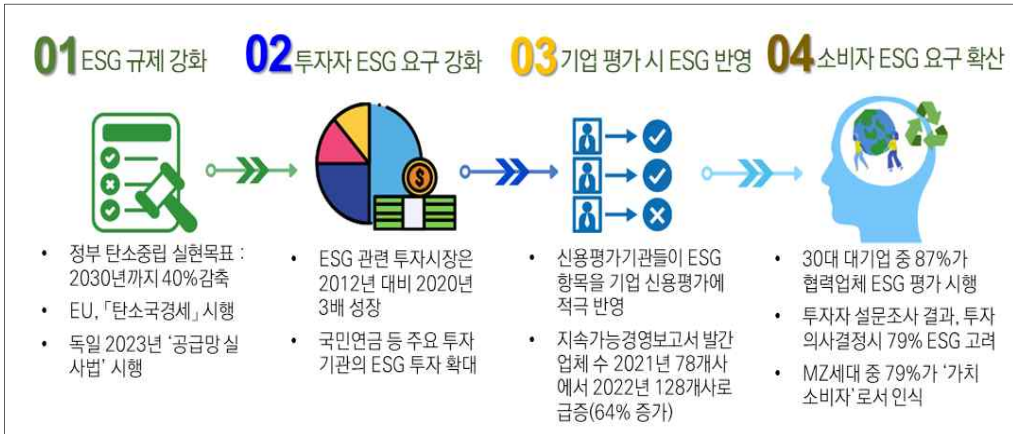 01 ESG 규제 강화
• 정부 탄소중립 실현목표 :
2030년까지 40%감축
• EU,「탄소국경세」시행
• 독일 2023년 ‘공급망 실
사법’ 시행
02 투자자 ESG 요구 강화
$
• ESG 관련 투자시장은
2012년 대비 2020년
3배 성장
• 국민연금 등 주요 투자
기관의 ESG 투자 확대
03 기업 평가 시 ESG 반영
• 신용평가기관들이 ESG
항목을 기업 신용평가에
적극 반영
• 지속가능경영보고서 발간
업체 수 2021년 78개사
에서 2022년 128개사로
급증(64% 증가)
04 소비자 ESG 요구 확산
• 30대 대기업 중 87%가
협력업체 ESG 평가 시행
• 투자자 설문조사 결과, 투자
의사결정시 79% ESG 고려
• MZ세대 중 79%가 ‘가치
소비자’로서 인식